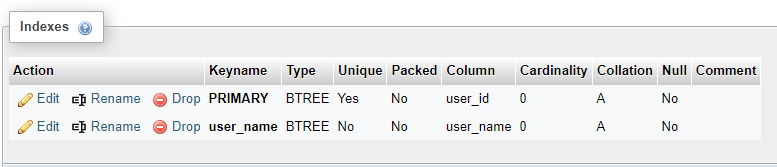 Indexes
Action Keyname Type Unique Packed Column Cardinality Collation Null Comment
Edit Rename Drop PRIMARY BTREE Yes No user_id 0 A No
Edit Rename Drop user_name BTREE No No user_name 0 A No